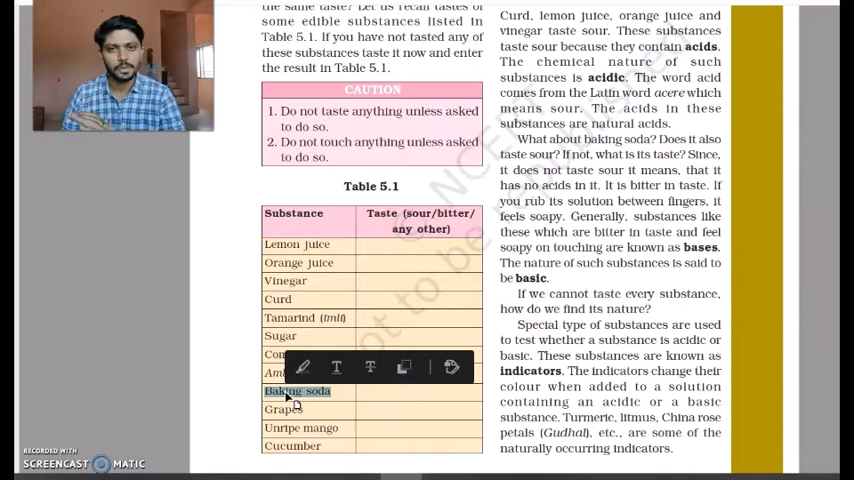 the same taste? Let us recall tastes of
some edible substances listed in
Table 5.1. If you have not tasted any of
these substances taste it now and enter
the result in Table 5.1.
CAUTION
1. Do not taste anything unless asked
to do so.
2. Do not touch anything unless asked
to do so.
Table 5.1
Substance Taste (sour/bitter/
any other)
Lemon juice
Orange juice
Vinegar
Curd
Tamarind (imli)
Sugar
Baking soda
Grapes
Unripe mango
Cucumber
Curd, lemon juice, orange juice and
vinegar taste sour. These substances
taste sour because they contain acids.
The chemical nature of such
substances is acidic. The word acid
comes from the Latin word acere which
means sour. The acids in these
substances are natural acids.
What about baking soda? Does it also
taste sour? If not, what is its taste? Since,
it does not taste sour it means, that it
has no acids in it. It is bitter in taste. If
you rub its solution between fingers, it
feels soapy. Generally, substances like
these which are bitter in taste and feel
soapy on touching are known as bases.
The nature of such substances is said to
be basic.
If we cannot taste every substance,
how do we find its nature?
Special type of substances are used
to test whether a substance is acidic or
basic. These substances are known as
indicators. The indicators change their
colour when added to a solution
containing an acidic or a basic
substance. Turmeric, litmus, China rose
petals (Gudhal), etc., are some of the
naturally occurring indicators.
RECORDED WITH
SCREENCAST MATIC